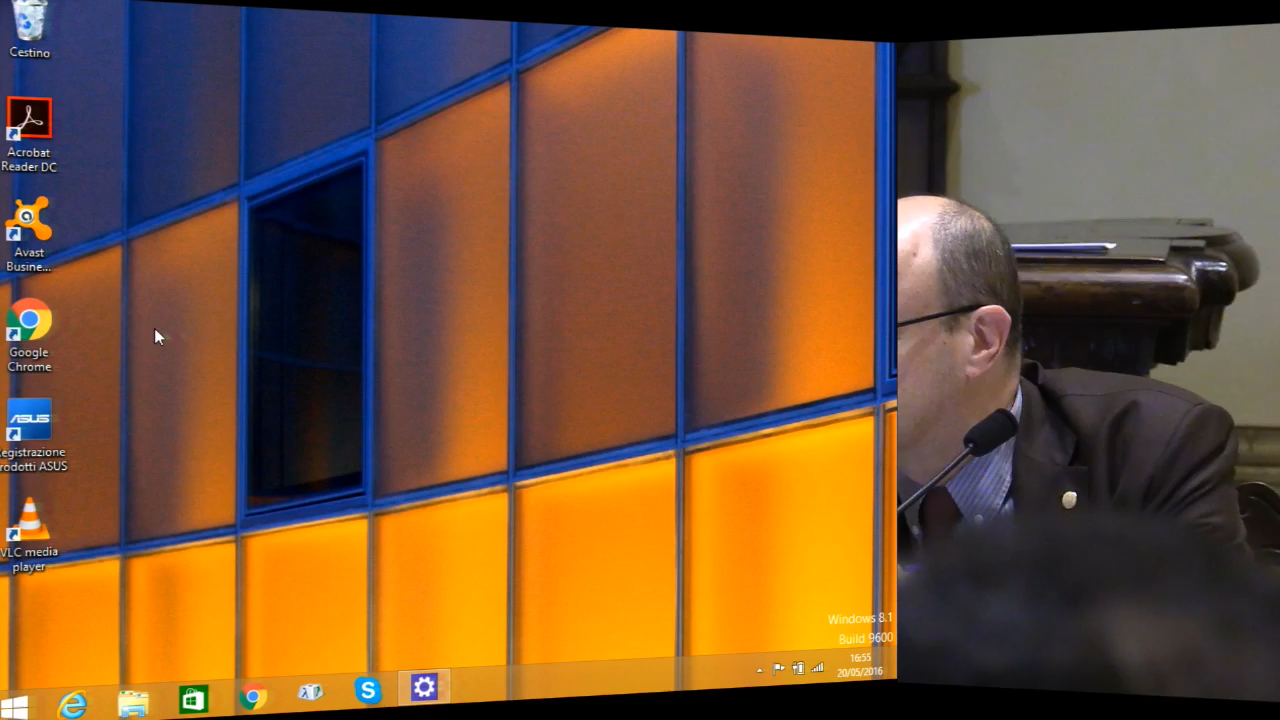 Cestino
Acrobat
Reader DC
Avast
Busine...
Google
Chrome
ASUS
Registrazione
rodotti ASUS
VLC media
player
Windows 8.1
Build 9600
16:55
20/05/2016